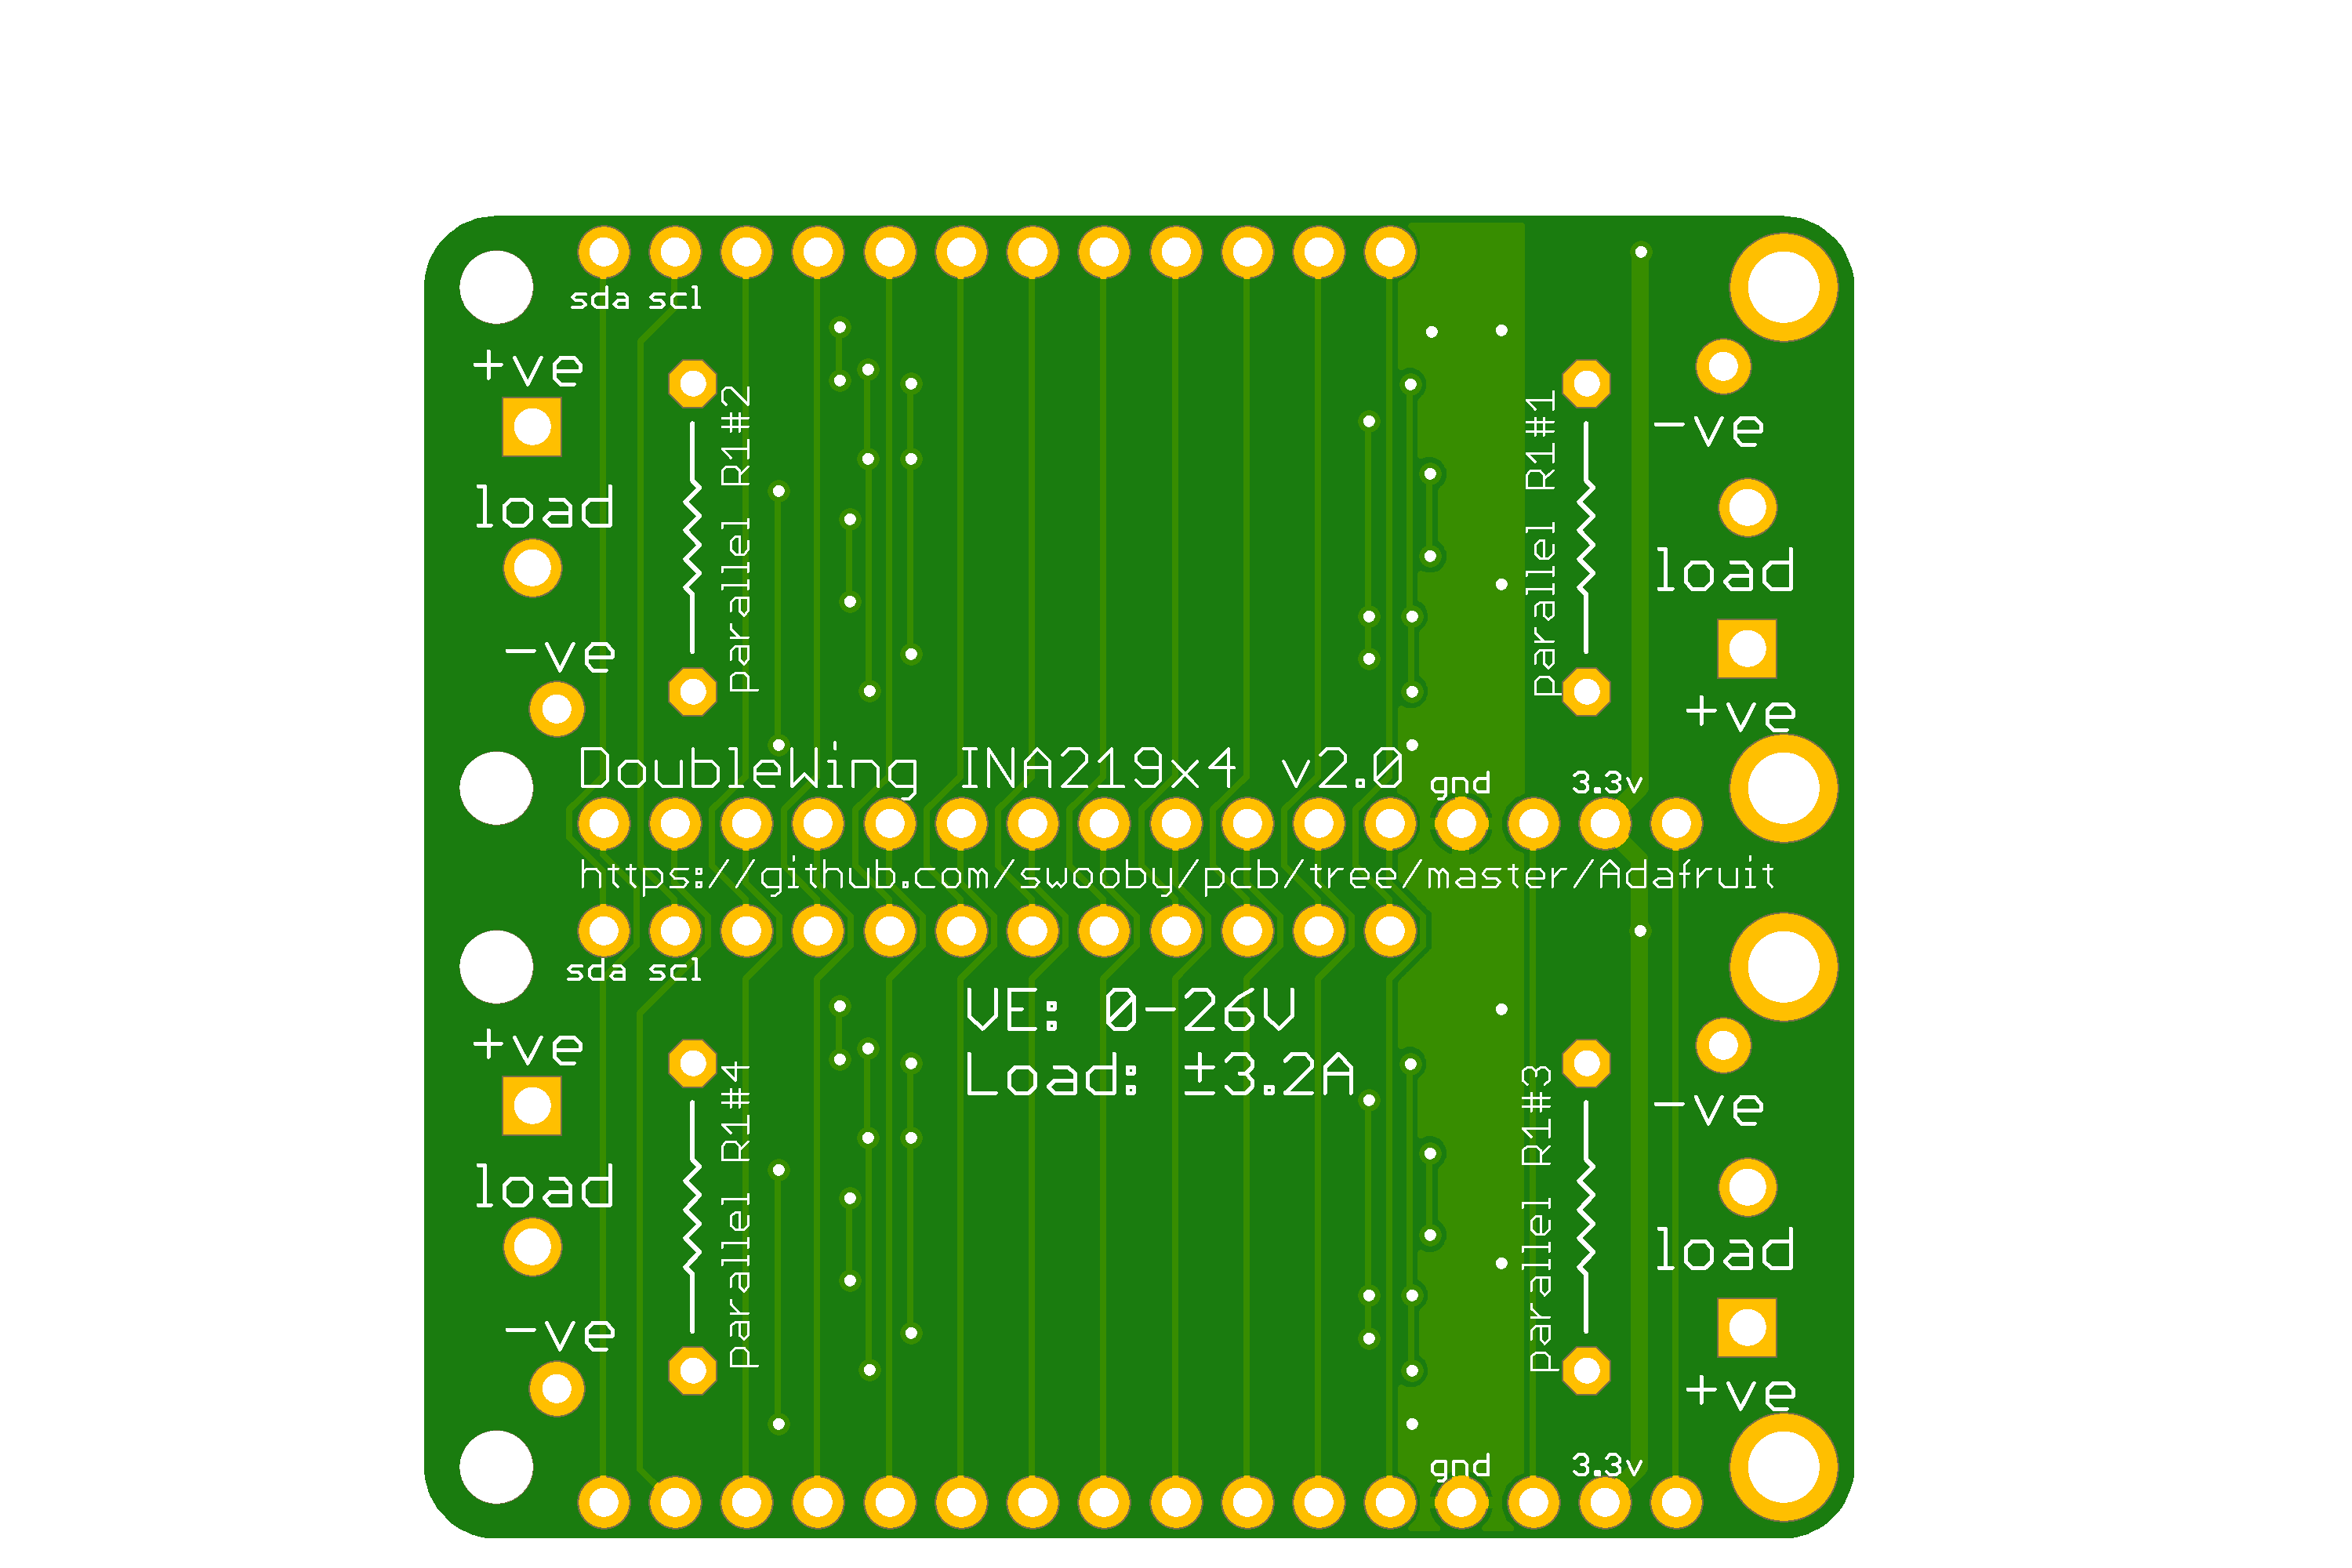 sda scl
+ve
-ve
parallel R1#2
parallel R1#1
load
load
-ve
+ve
DoubleWing INA219x4 v2.0
gnd
3.3v
https://github.com/swooby/pcb/tree/master/Adafruit
sda scl
VE: 0-26V
+ve
Load: ±3.2A
-ve
parallel R1#4
parallel R1#3
load
load
-ve
+ve
gnd
3.3v